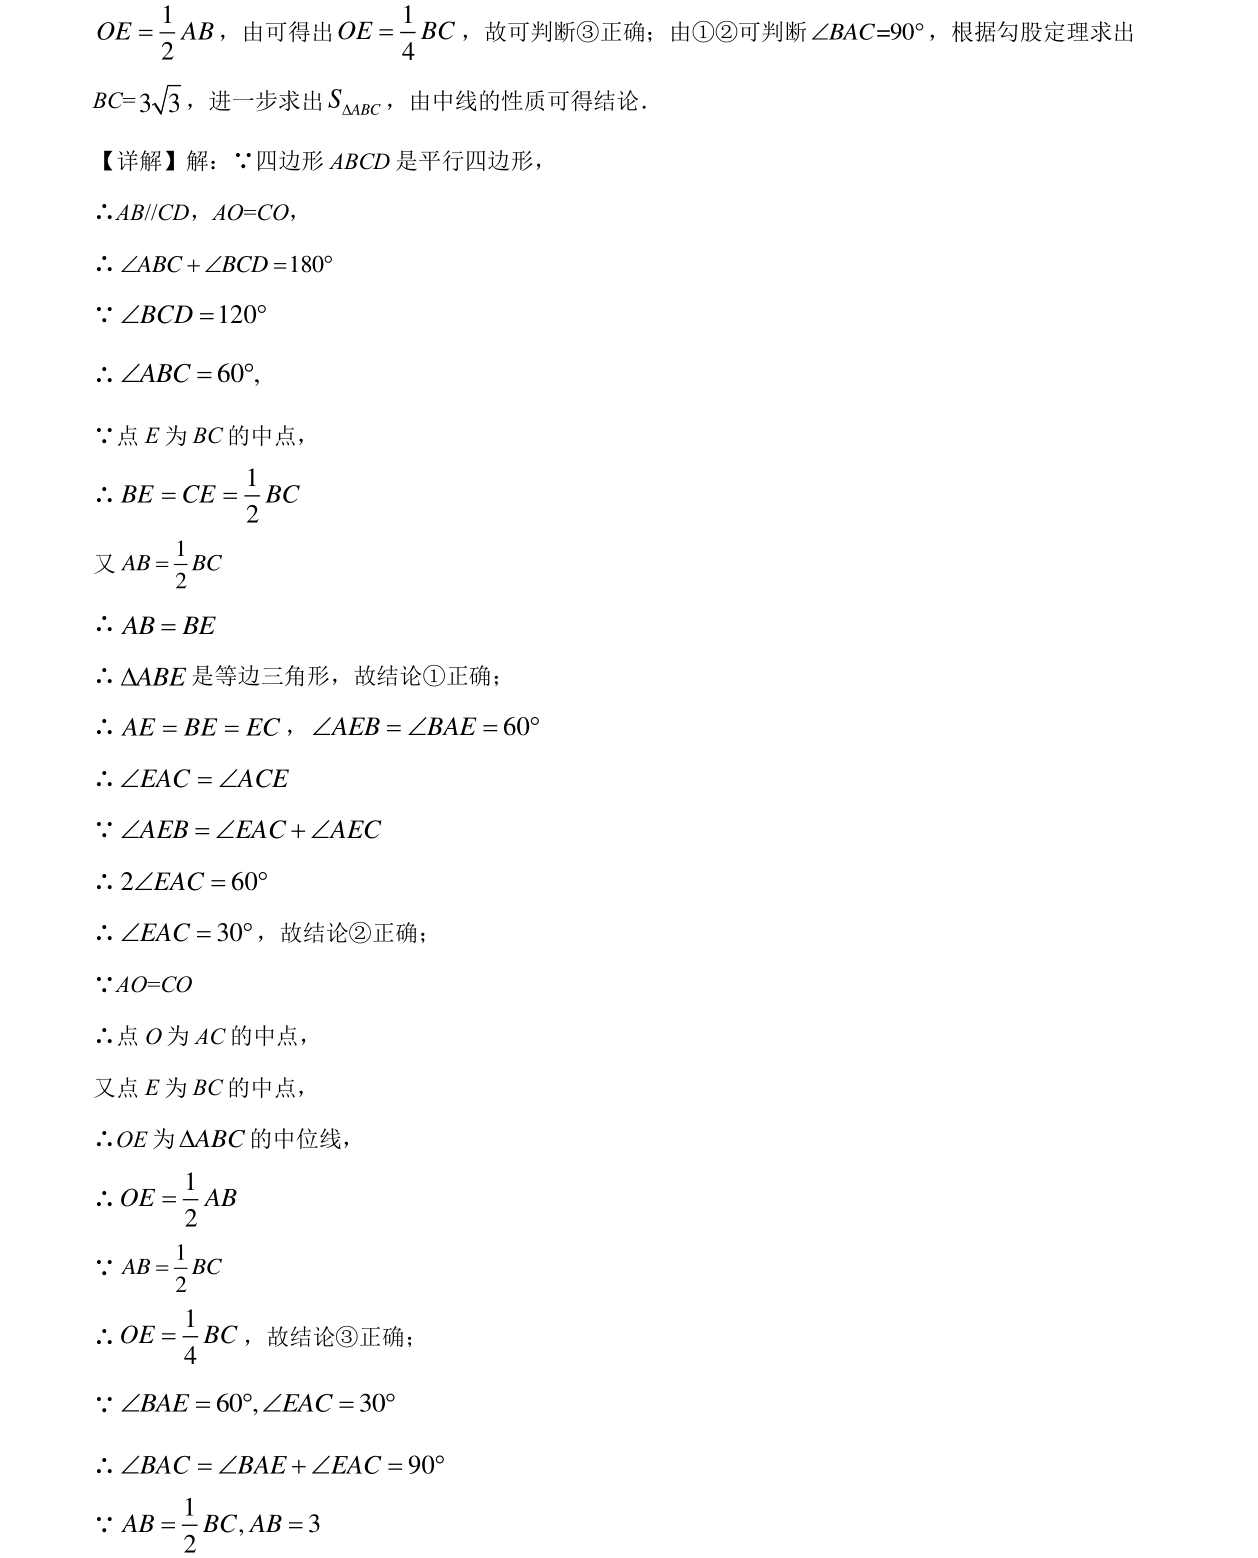 OE = 1/2 AB，由可得出 OE = 1/4 BC，故可判断③正确；由①②可判断∠BAC=90°，根据勾股定理求出
BC=3√3，进一步求出 S△ABC，由中线的性质可得结论．
【详解】解：∵四边形 ABCD 是平行四边形，
∴AB//CD，AO=CO，
∴∠ABC+∠BCD=180°
∵∠BCD=120°
∴∠ABC=60°,
∵点 E 为 BC 的中点，
∴BE=CE=1/2 BC
又 AB=1/2 BC
∴AB=BE
∴ΔABE 是等边三角形，故结论①正确；
∴AE=BE=EC，∠AEB=∠BAE=60°
∴∠EAC=∠ACE
∵∠AEB=∠EAC+∠AEC
∴2∠EAC=60°
∴∠EAC=30°，故结论②正确；
∵AO=CO
∴点 O 为 AC 的中点，
又点 E 为 BC 的中点，
∴OE 为ΔABC 的中位线，
∴OE=1/2 AB
∵AB=1/2 BC
∴OE=1/4 BC，故结论③正确；
∵∠BAE=60°,∠EAC=30°
∴∠BAC=∠BAE+∠EAC=90°
∵AB=1/2 BC,AB=3